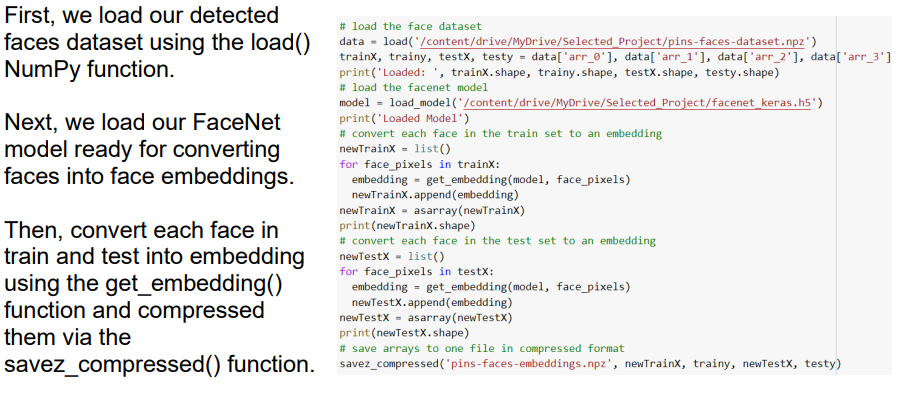 First, we load our detected
faces dataset using the load()
NumPy function.
Next, we load our FaceNet
model ready for converting
faces into face embeddings.
Then, convert each face in
train and test into embedding
using the get_embedding()
function and compressed
them via the
savez_compressed() function.
# load the face dataset
data = load('/content/drive/MyDrive/Selected_Project/pins-faces-dataset.npz')
trainX, trainy, testX, testy = data['arr_0'], data['arr_1'], data['arr_2'], data['arr_3']
print('Loaded: ', trainX.shape, trainy.shape, testX.shape, testy.shape)
# load the facenet model
model = load_model('/content/drive/MyDrive/Selected_Project/facenet_keras.h5')
print('Loaded Model')
# convert each face in the train set to an embedding
newTrainX = list()
for face_pixels in trainX:
  embedding = get_embedding(model, face_pixels)
  newTrainX.append(embedding)
newTrainX = asarray(newTrainX)
print(newTrainX.shape)
# convert each face in the test set to an embedding
newTestX = list()
for face_pixels in testX:
  embedding = get_embedding(model, face_pixels)
  newTestX.append(embedding)
newTestX = asarray(newTestX)
print(newTestX.shape)
# save arrays to one file in compressed format
savez_compressed('pins-faces-embeddings.npz', newTrainX, trainy, newTestX, testy)